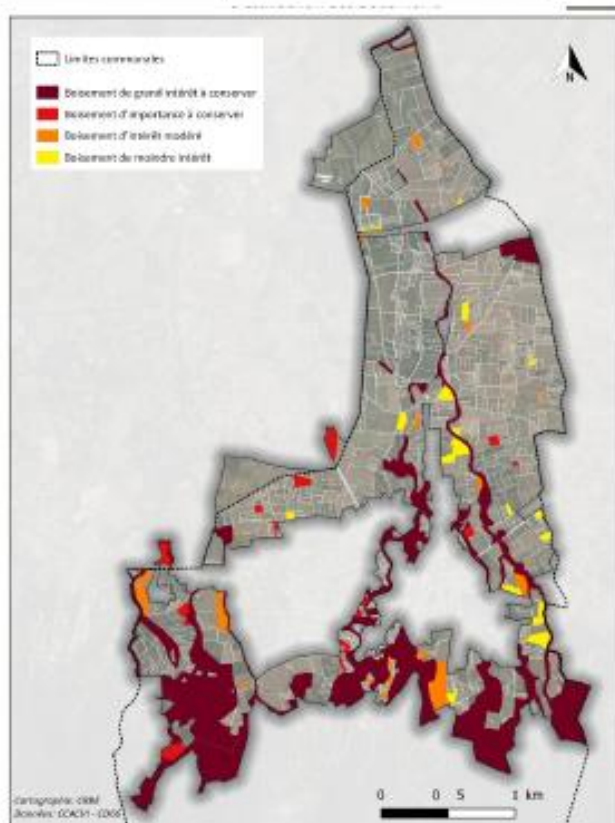 Limites communales
Boisement de grand intérêt à conserver
Boisement d'importance à conserver
Boisement d'intérêt modéré
Boisement de moindre intérêt
N
0 0 5 1 km
Cartographie:
Données: